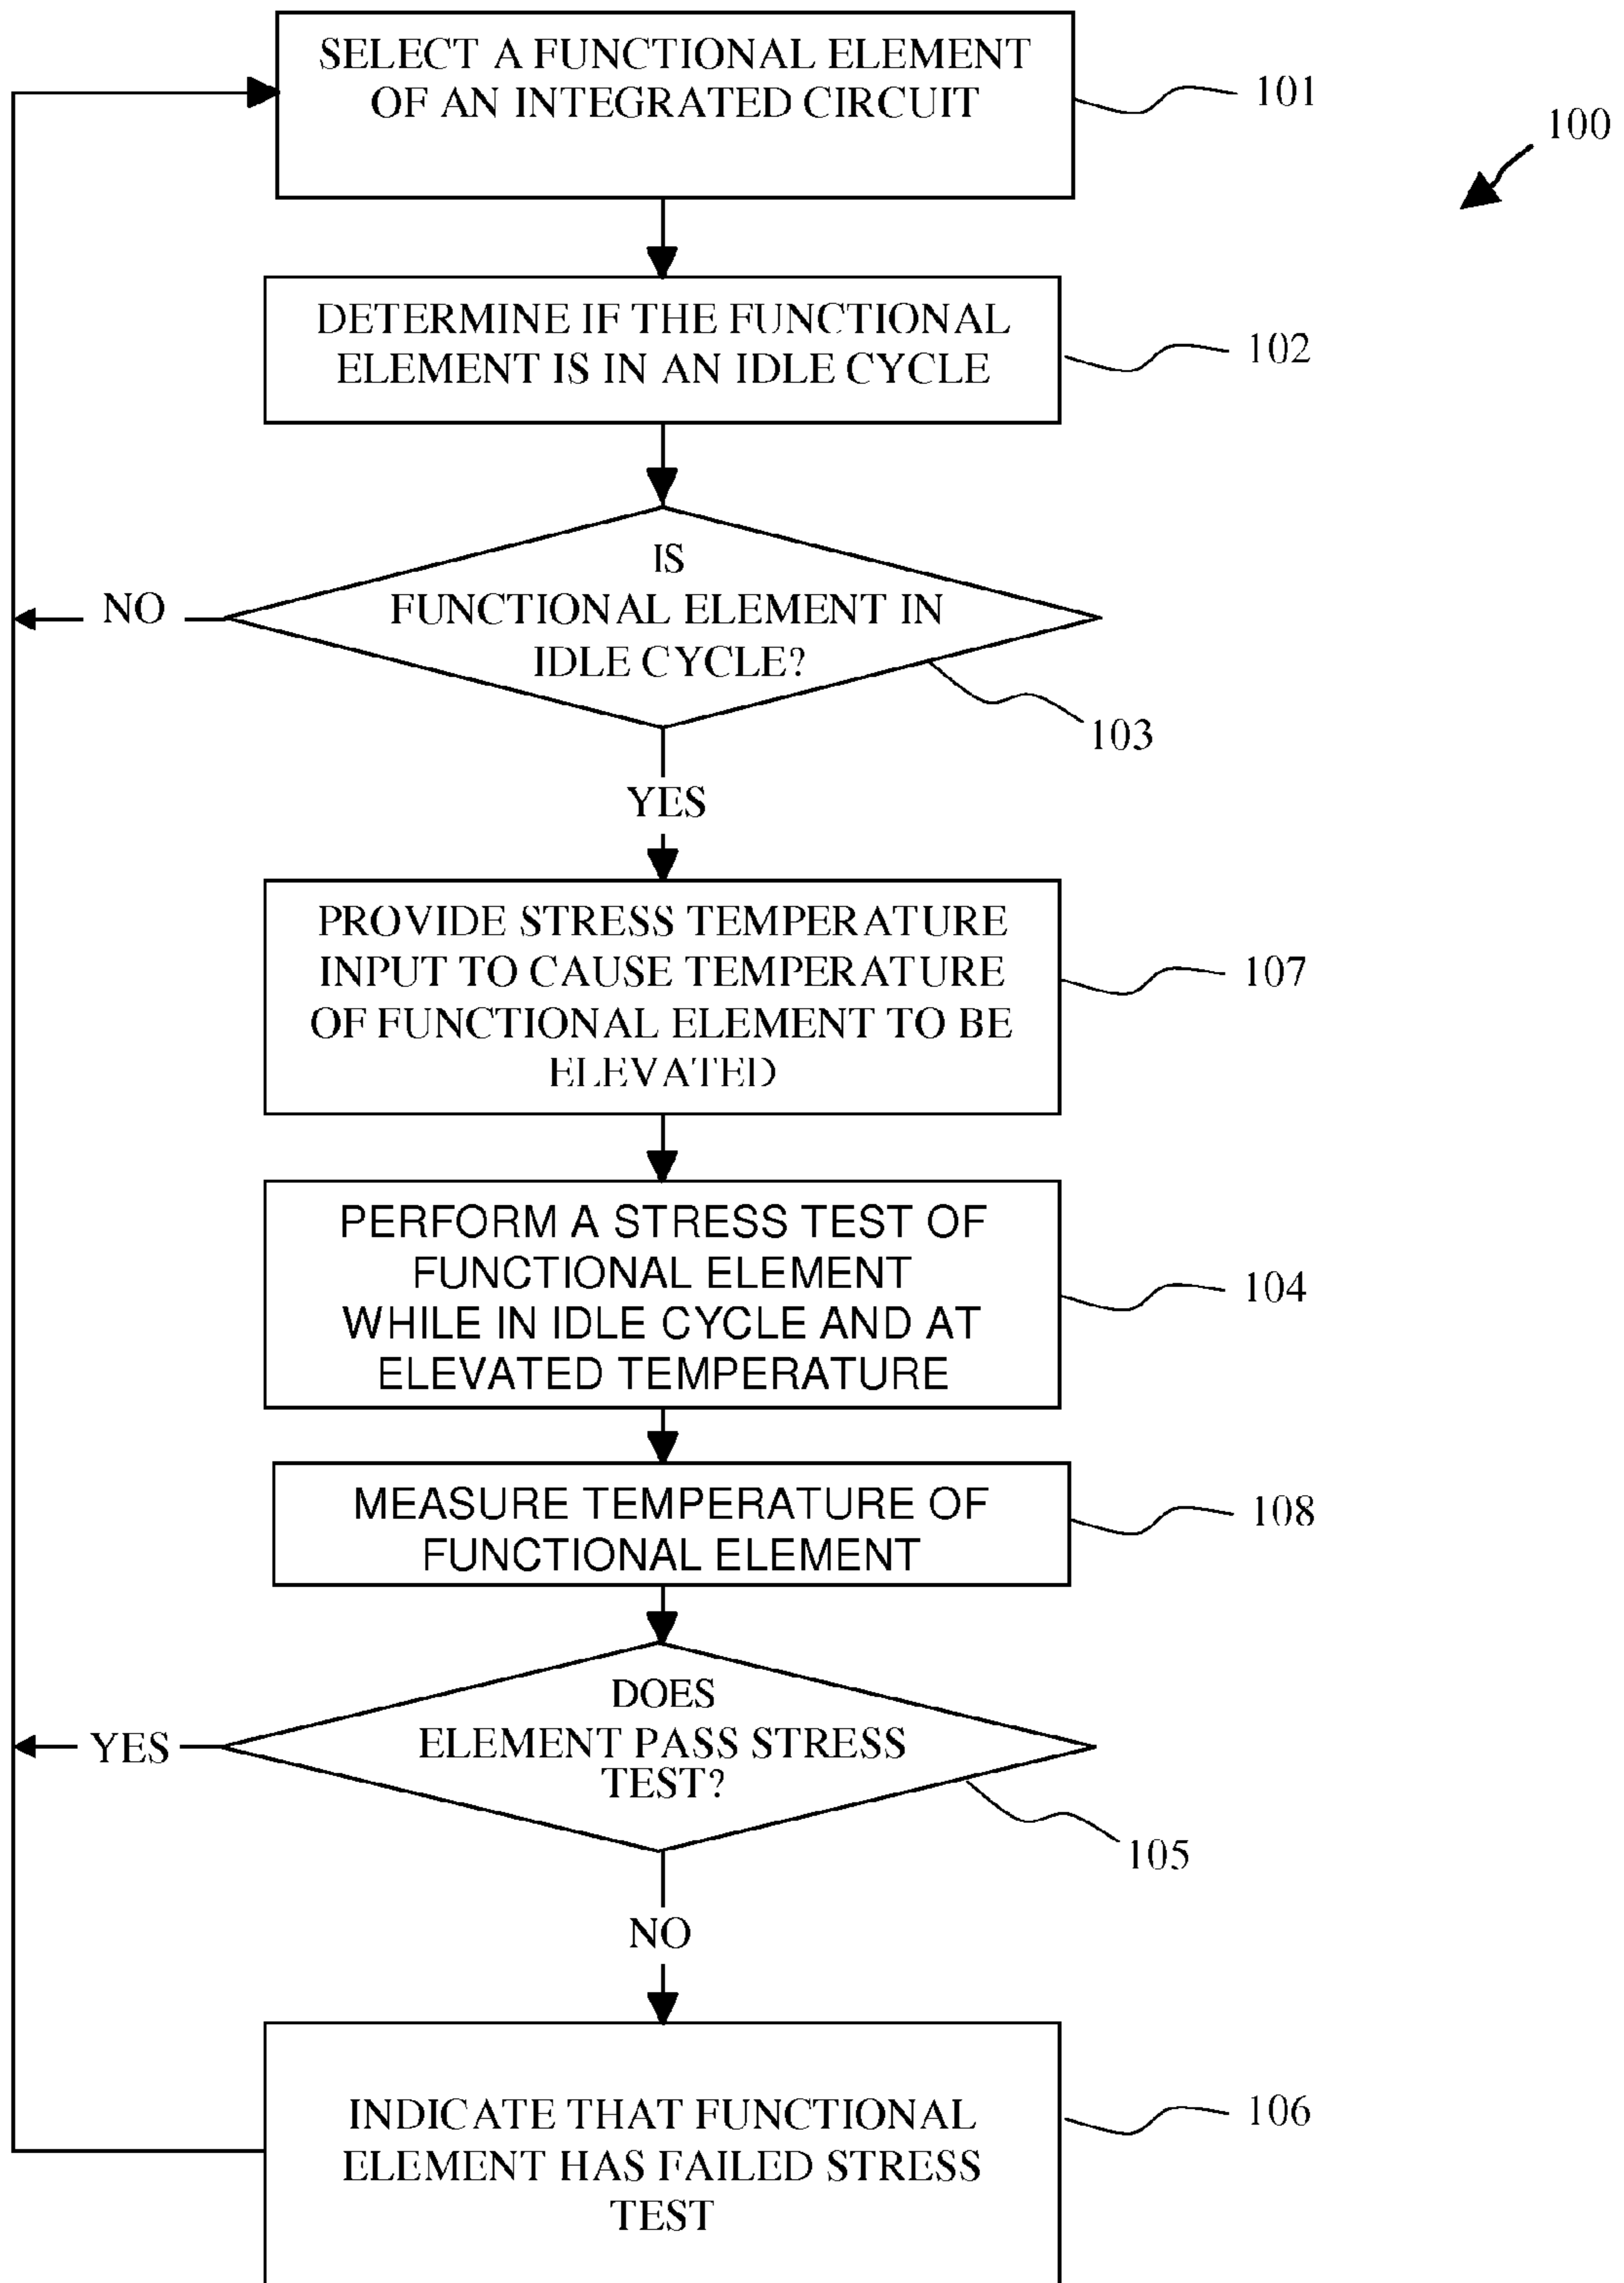 SELECT A FUNCTIONAL ELEMENT
OF AN INTEGRATED CIRCUIT
101
100
DETERMINE IF THE FUNCTIONAL
ELEMENT IS IN AN IDLE CYCLE
102
IS
FUNCTIONAL ELEMENT IN
IDLE CYCLE?
NO
103
YES
PROVIDE STRESS TEMPERATURE
INPUT TO CAUSE TEMPERATURE
OF FUNCTIONAL ELEMENT TO BE
ELEVATED
107
PERFORM A STRESS TEST OF
FUNCTIONAL ELEMENT
WHILE IN IDLE CYCLE AND AT
ELEVATED TEMPERATURE
104
MEASURE TEMPERATURE OF
FUNCTIONAL ELEMENT
108
DOES
ELEMENT PASS STRESS
TEST?
YES
105
NO
INDICATE THAT FUNCTIONAL
ELEMENT HAS FAILED STRESS
TEST
106